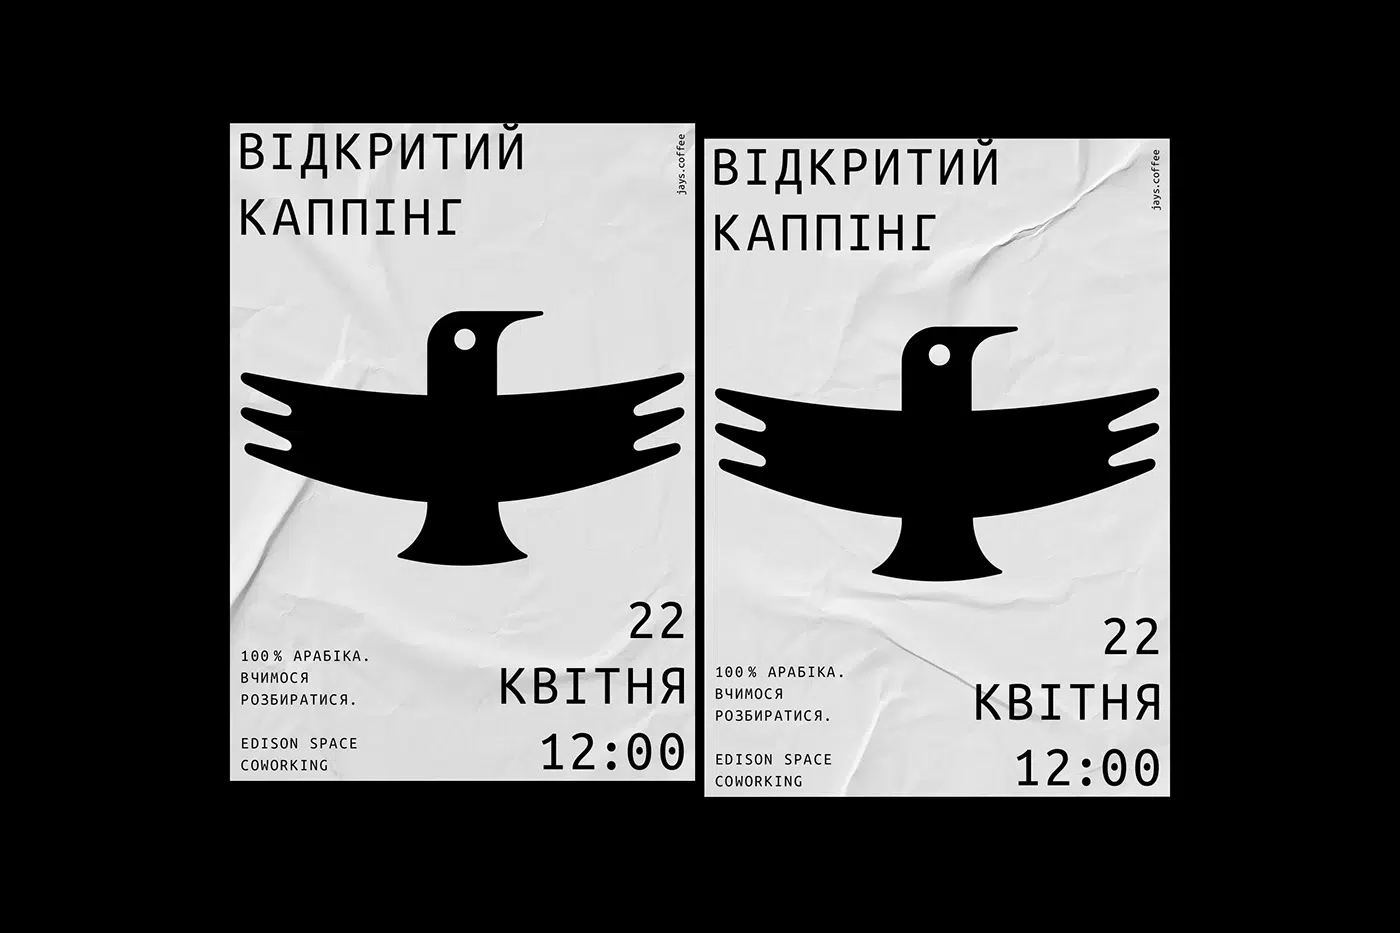 ВІДКРИТИЙ
КАППІНГ
jays.coffee
100% АРАБІКА.
ВЧИМОСЯ
РОЗБИРАТИСЯ.
EDISON SPACE
COWORKING
22
КВІТНЯ
12:00
ВІДКРИТИЙ
КАППІНГ
jays.coffee
100% АРАБІКА.
ВЧИМОСЯ
РОЗБИРАТИСЯ.
EDISON SPACE
COWORKING
22
КВІТНЯ
12:00